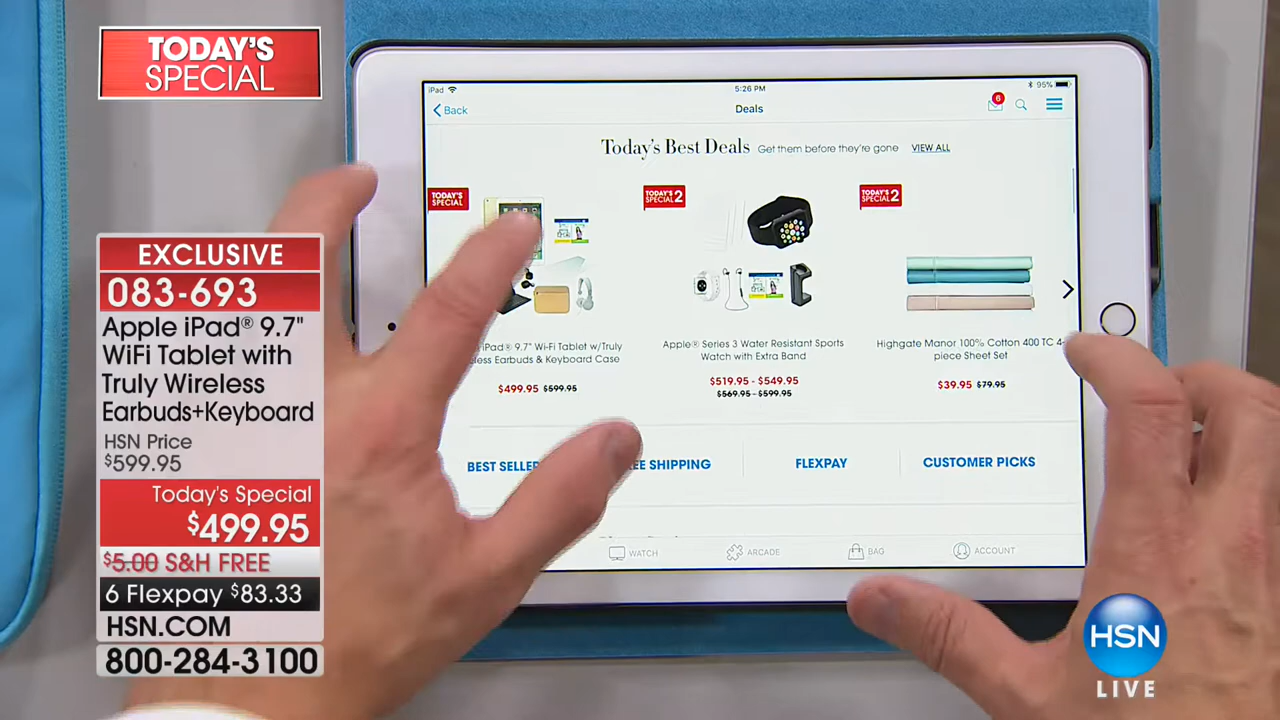 TODAY'S
SPECIAL
EXCLUSIVE
083-693
Apple iPad® 9.7"
WiFi Tablet with
Truly Wireless
Earbuds+Keyboard
HSN Price
$599.95
Today's Special
$499.95
$5.00 S&H FREE
6 Flexpay $83.33
HSN.COM
800-284-3100
iPad
5:26 PM
95%
Back
Deals
6
Today's Best Deals Get them before they're gone VIEW ALL
TODAY'S
SPECIAL
TODAY'S
SPECIAL 2
TODAY'S
SPECIAL 2
iPad® 9.7" Wi-Fi Tablet w/Truly
Earbuds & Keyboard Case
$499.95 $599.95
Apple® Series 3 Water Resistant Sports
Watch with Extra Band
$519.95 - $549.95
$569.95 - $599.95
Highgate Manor 100% Cotton 400 TC 4-
piece Sheet Set
$39.95 $79.95
BEST SELLE
EE SHIPPING
FLEXPAY
CUSTOMER PICKS
WATCH
ARCADE
BAG
ACCOUNT
HSN
LIVE